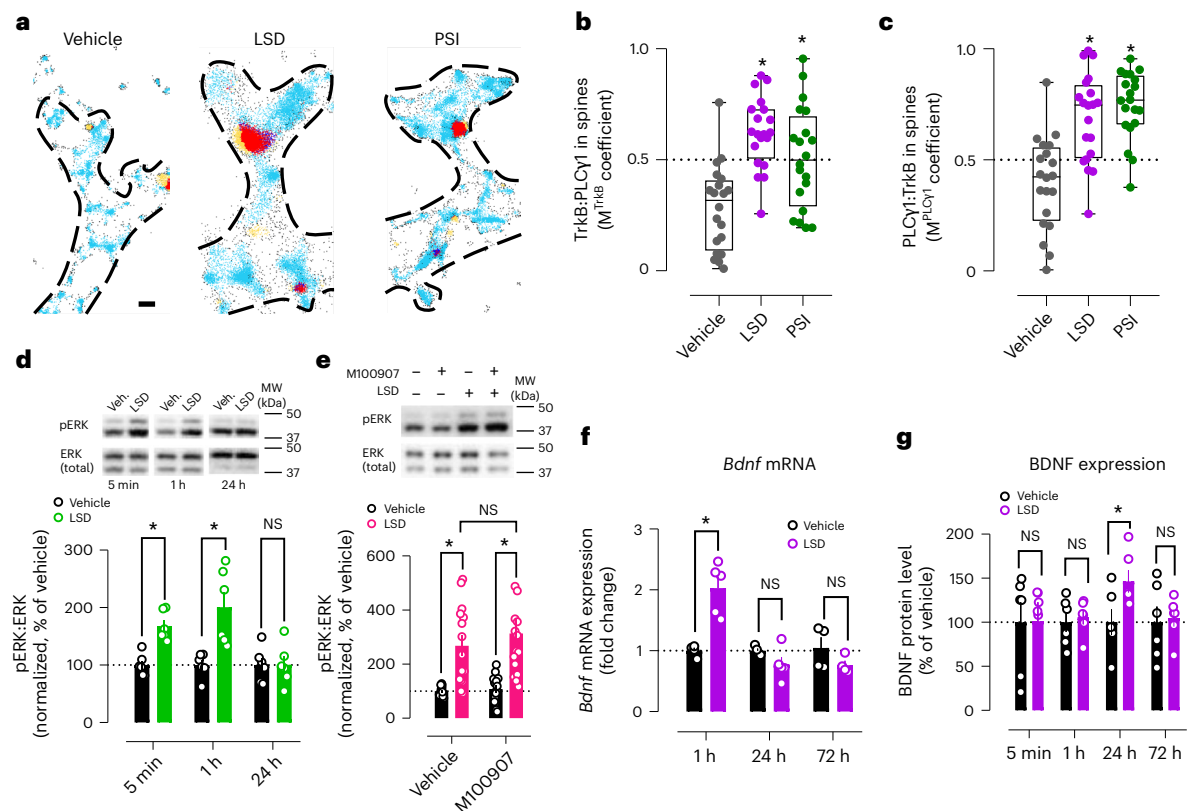 a
Vehicle
LSD
PSI
b
TrkB:PLCγ1 in spines
(M^TrkB coefficient)
1.0
0.5
0
*
*
Vehicle
LSD
PSI
c
PLCγ1:TrkB in spines
(M^PLCγ1 coefficient)
1.0
0.5
0
*
*
Vehicle
LSD
PSI
d
Veh.
LSD
Veh.
LSD
Veh.
LSD
MW
(kDa)
pERK
50
37
ERK
(total)
50
37
5 min
1 h
24 h
Vehicle
LSD
pERK:ERK
(normalized, % of vehicle)
300
200
100
0
*
*
NS
5 min
1 h
24 h
e
M100907
– + – +
LSD
– – + +
MW
(kDa)
pERK
50
37
ERK
(total)
50
37
Vehicle
LSD
pERK:ERK
(normalized, % of vehicle)
600
400
200
0
*
NS
*
Vehicle
M100907
f
Bdnf mRNA
Vehicle
LSD
Bdnf mRNA expression
(fold change)
3
2
1
0
*
NS
NS
1 h
24 h
72 h
g
BDNF expression
Vehicle
LSD
BDNF protein level
(% of vehicle)
200
150
100
50
0
NS
NS
*
NS
5 min
1 h
24 h
72 h